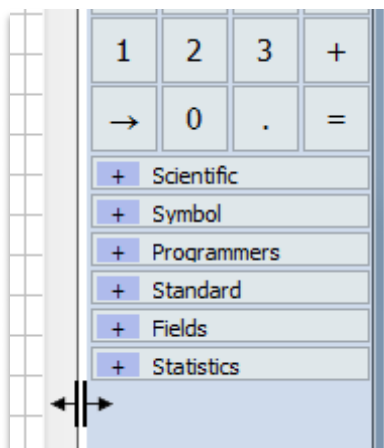 1 2 3 +
→ 0 . =
+ Scientific
+ Symbol
+ Programmers
+ Standard
+ Fields
+ Statistics